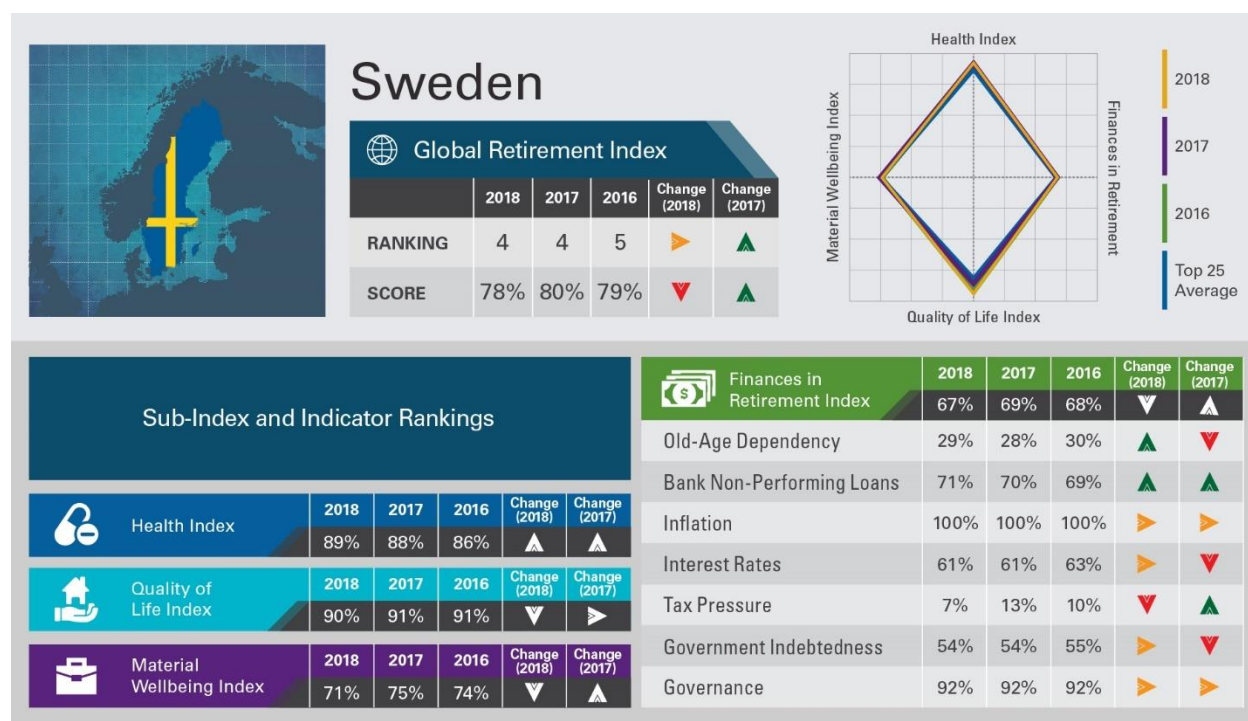 Sweden
Global Retirement Index
2018 2017 2016 Change (2018) Change (2017)
RANKING 4 4 5
SCORE 78% 80% 79%
Health Index
Material Wellbeing Index
Finances in Retirement
Quality of Life Index
2018
2017
2016
Top 25
Average
Sub-Index and Indicator Rankings
Health Index
2018 2017 2016 Change (2018) Change (2017)
89% 88% 86%
Quality of
Life Index
2018 2017 2016 Change (2018) Change (2017)
90% 91% 91%
Material
Wellbeing Index
2018 2017 2016 Change (2018) Change (2017)
71% 75% 74%
Finances in
Retirement Index
2018 2017 2016 Change (2018) Change (2017)
67% 69% 68%
Old-Age Dependency 29% 28% 30%
Bank Non-Performing Loans 71% 70% 69%
Inflation 100% 100% 100%
Interest Rates 61% 61% 63%
Tax Pressure 7% 13% 10%
Government Indebtedness 54% 54% 55%
Governance 92% 92% 92%